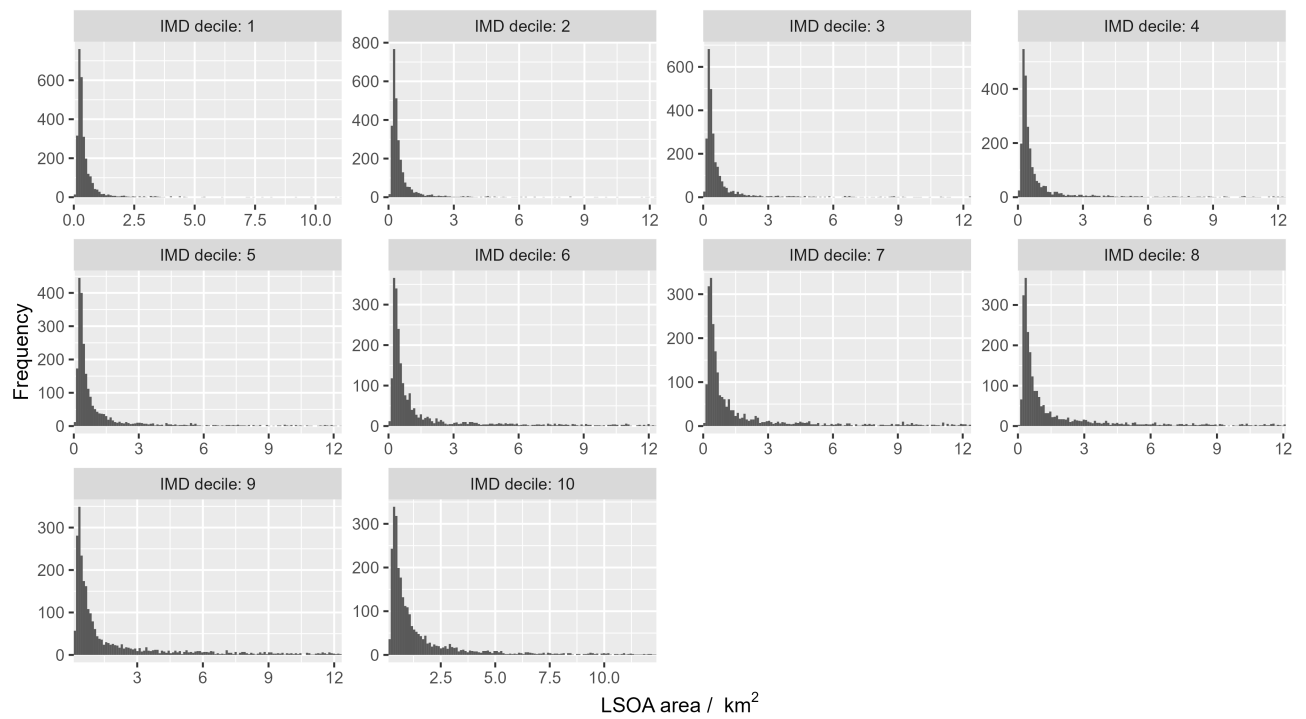 IMD decile: 1 IMD decile: 2 IMD decile: 3 IMD decile: 4
800
600 600 600 400
400 400 400 200
200 200 200
0 0 0 0
0.0 2.5 5.0 7.5 10.0 0 3 6 9 12 0 3 6 9 12 0 3 6 9 12
IMD decile: 5 IMD decile: 6 IMD decile: 7 IMD decile: 8
400 300 300 300
300 200 200 200
200 100 100 100
100
0 0 0 0
0 3 6 9 12 0 3 6 9 12 0 3 6 9 12 0 3 6 9 12
Frequency
IMD decile: 9 IMD decile: 10
300 300
200 200
100 100
0 0
3 6 9 12 2.5 5.0 7.5 10.0
LSOA area / km²